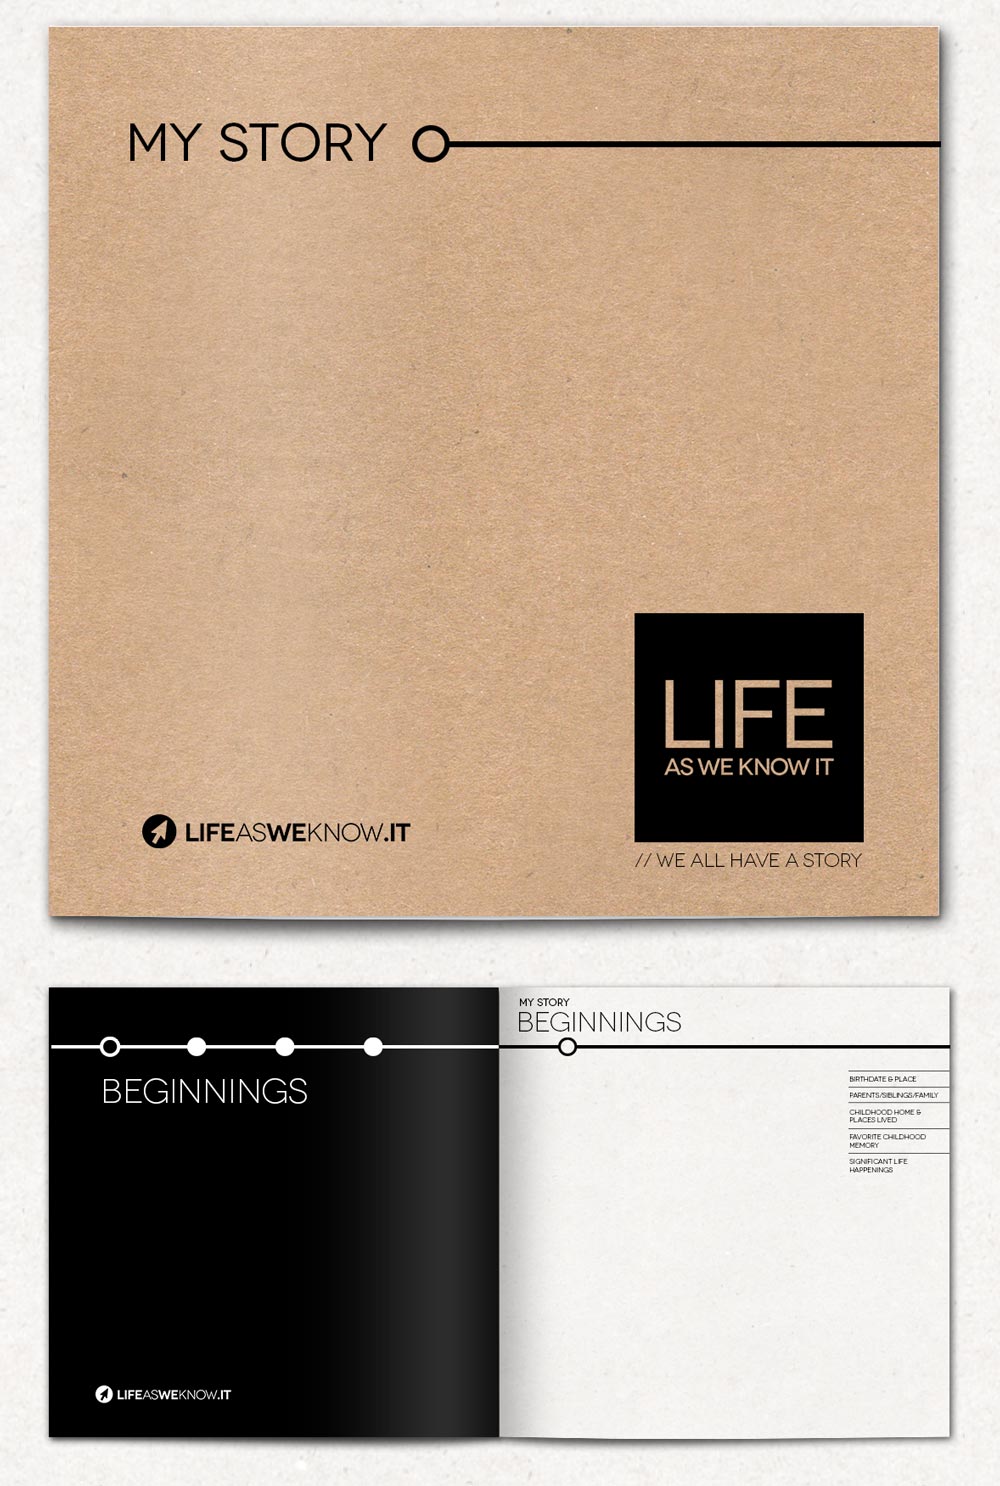 MY STORY
LIFE
AS WE KNOW IT
LIFEASWEKNOW.IT
// WE ALL HAVE A STORY
BEGINNINGS
LIFEASWEKNOW.IT
MY STORY
BEGINNINGS
BIRTHDATE & PLACE
PARENTS/SIBLINGS/FAMILY
CHILDHOOD HOME &
PLACES LIVED
FAVORITE CHILDHOOD
MEMORY
SIGNIFICANT LIFE
HAPPENINGS